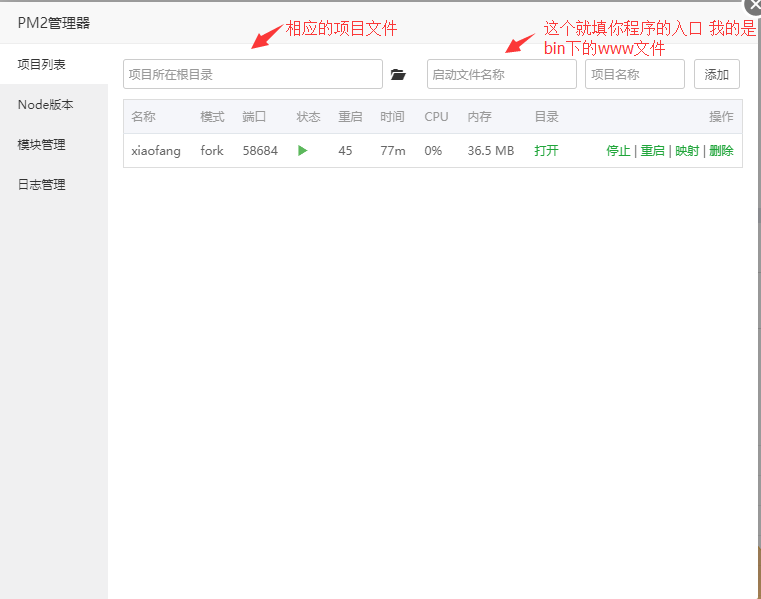 PM2管理器
相应的项目文件
这个就填你程序的入口 我的是
bin下的www文件
项目列表
Node版本
模块管理
日志管理
项目所在根目录 启动文件名称 项目名称 添加
名称 模式 端口 状态 重启 时间 CPU 内存 目录 操作
xiaofang fork 58684 45 77m 0% 36.5 MB 打开 停止 | 重启 | 映射 | 删除